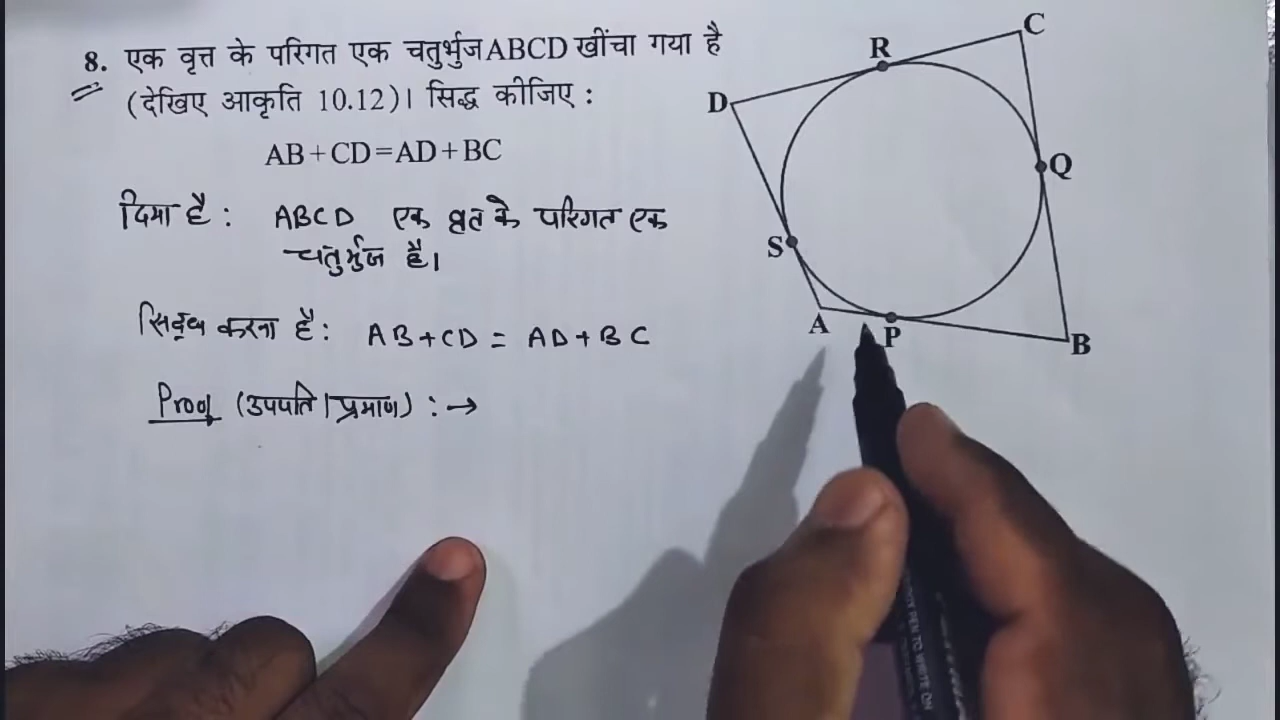 8. एक वृत्त के परिगत एक चतुर्भुज ABCD खींचा गया है
(देखिए आकृति 10.12)। सिद्ध कीजिए :
AB+CD=AD+BC
दिया है : ABCD एक वृत के परिगत एक
चतुर्भुज है।
सिद्ध करना है : AB+CD = AD+BC
Proof (उपपति। प्रमाण) : →
C
R
D
Q
S
A
P
B